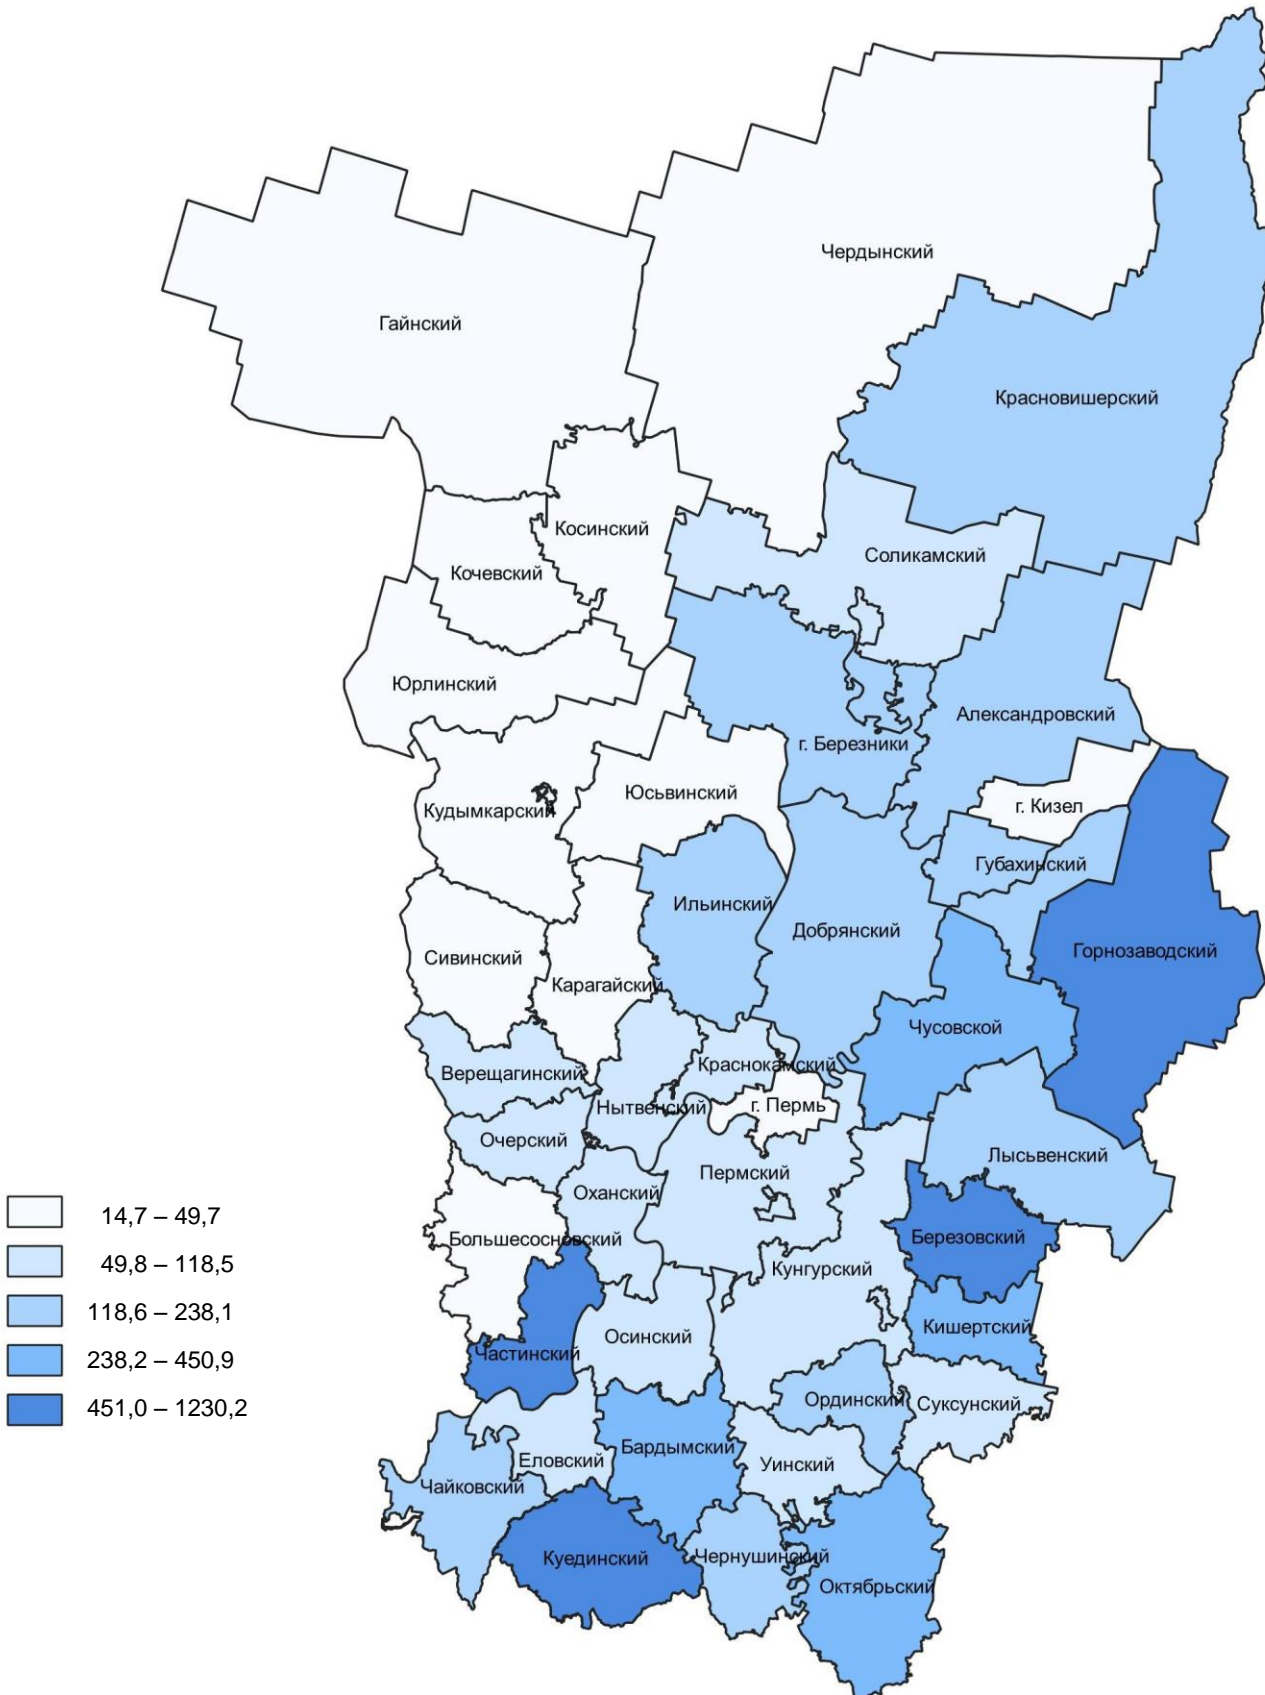 Чердынский
Гайнский
Красновишерский
Косинский
Соликамский
Кочевский
Юрлинский
Александровский
г. Березники
Юсьвинский
г. Кизел
Кудымкарский
Губахинский
Ильинский
Добрянский
Горнозаводский
Сивинский
Карагайский
Чусовской
Краснокамский
Верещагинский
Нытвенский
г. Пермь
Очерский
Лысьвенский
Пермский
Оханский
14,7 – 49,7
Большесосновский
Березовский
49,8 – 118,5
Кунгурский
118,6 – 238,1
Кишертский
Осинский
Частинский
238,2 – 450,9
Ординский
Суксунский
451,0 – 1230,2
Бардымский
Еловский
Уинский
Чайковский
Куединский
Чернушинский
Октябрьский